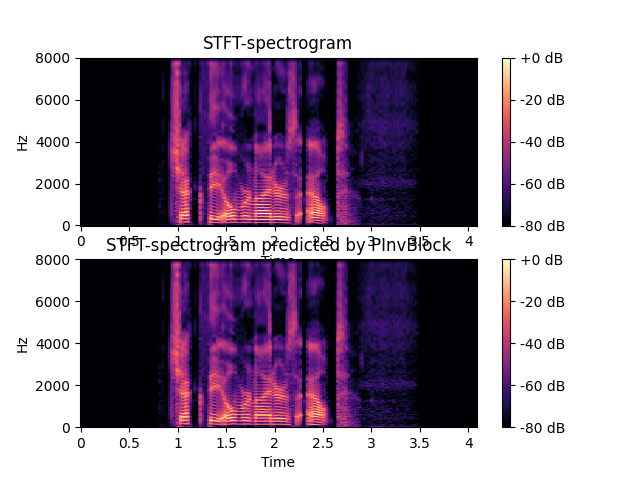 STFT-spectrogram
8000
6000
4000
2000
0
Hz
0 0.5 1 1.5 2 2.5 3 3.5 4
Time
+0 dB
-20 dB
-40 dB
-60 dB
-80 dB
STFT-spectrogram predicted by PInvBlock
8000
6000
4000
2000
0
Hz
0 0.5 1 1.5 2 2.5 3 3.5 4
Time
+0 dB
-20 dB
-40 dB
-60 dB
-80 dB